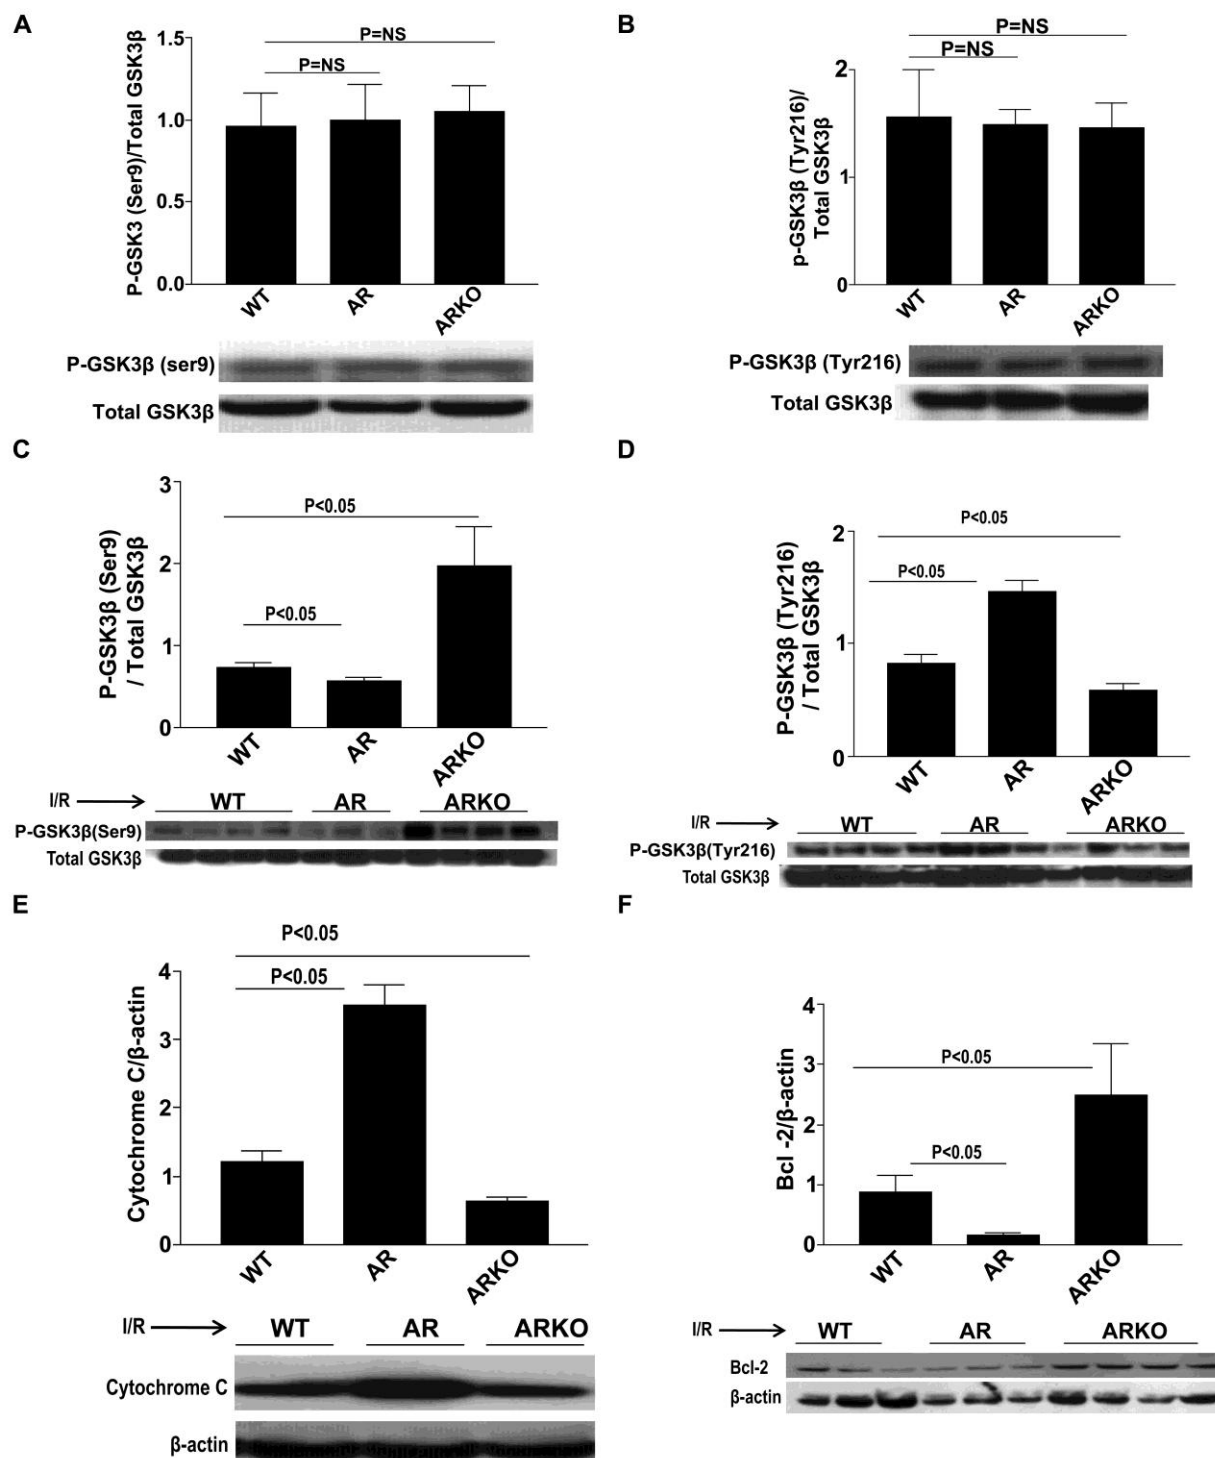 A
P-GSK3 (Ser9)/Total GSK3β
1.5
1.0
0.5
0.0
P=NS
P=NS
WT
AR
ARKO
P-GSK3β (ser9)
Total GSK3β
B
p-GSK3β (Tyr216)/
Total GSK3β
2
1
0
P=NS
P=NS
WT
AR
ARKO
P-GSK3β (Tyr216)
Total GSK3β
C
P-GSK3β (Ser9)
/ Total GSK3β
3
2
1
0
P<0.05
P<0.05
WT
AR
ARKO
I/R
WT AR ARKO
P-GSK3β(Ser9)
Total GSK3β
D
P-GSK3β (Tyr216)
/ Total GSK3β
2
1
0
P<0.05
P<0.05
WT
AR
ARKO
I/R
WT AR ARKO
P-GSK3β(Tyr216)
Total GSK3β
E
Cytochrome C/β-actin
4
3
2
1
0
P<0.05
P<0.05
WT
AR
ARKO
I/R
WT AR ARKO
Cytochrome C
β-actin
F
Bcl -2/β-actin
4
3
2
1
0
P<0.05
P<0.05
WT
AR
ARKO
I/R
WT AR ARKO
Bcl-2
β-actin